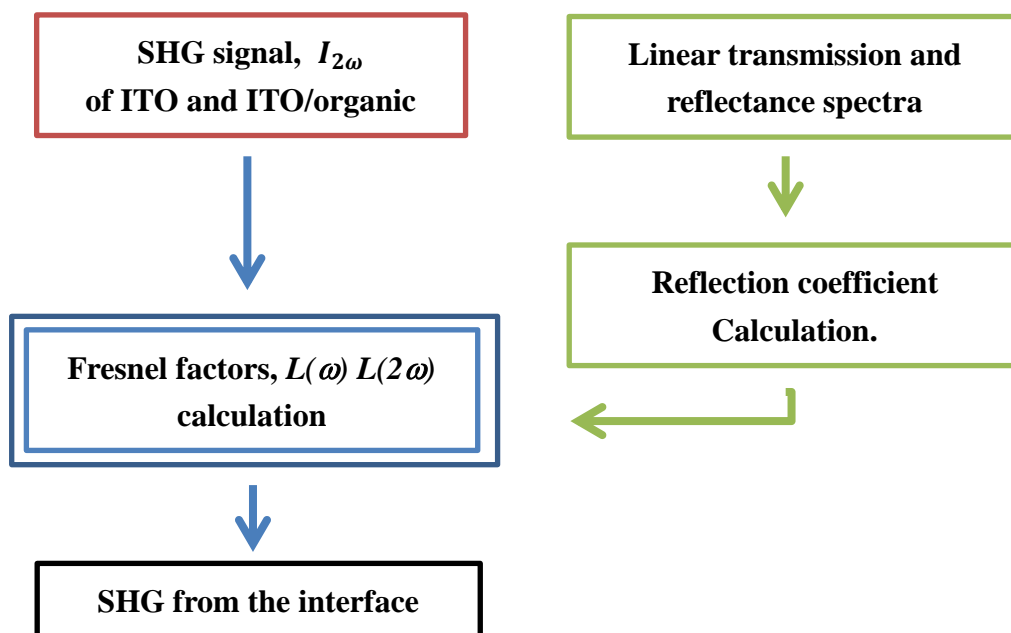 SHG signal, I₂ω
of ITO and ITO/organic
Linear transmission and
reflectance spectra
Reflection coefficient
Calculation.
Fresnel factors, L(ω) L(2ω)
calculation
SHG from the interface